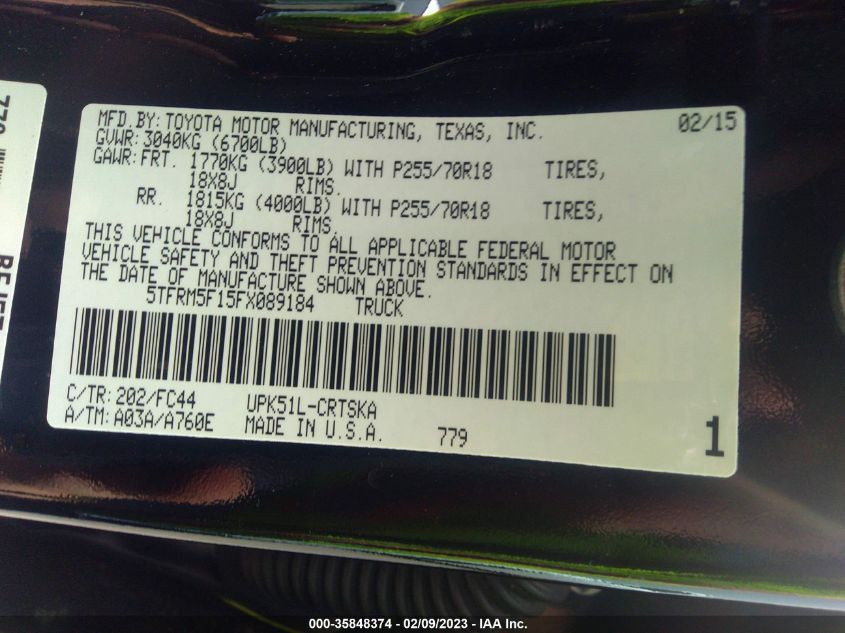 MFD.BY: TOYOTA MOTOR MANUFACTURING, TEXAS, INC. 02/15
GVWR: 3040KG (6700LB)
GAWR: FRT. 1770KG (3900LB) WITH P255/70R18 TIRES,
18X8J RIMS.
RR. 1815KG (4000LB) WITH P255/70R18 TIRES,
18X8J RIMS.
THIS VEHICLE CONFORMS TO ALL APPLICABLE FEDERAL MOTOR
VEHICLE SAFETY AND THEFT PREVENTION STANDARDS IN EFFECT ON
THE DATE OF MANUFACTURE SHOWN ABOVE.
5TFRM5F15FX089184 TRUCK
C/TR: 202/FC44 UPK51L-CRTSKA
A/TM: A03A/A760E MADE IN U.S.A. 779 1
000-35848374 - 02/09/2023 - IAA Inc.